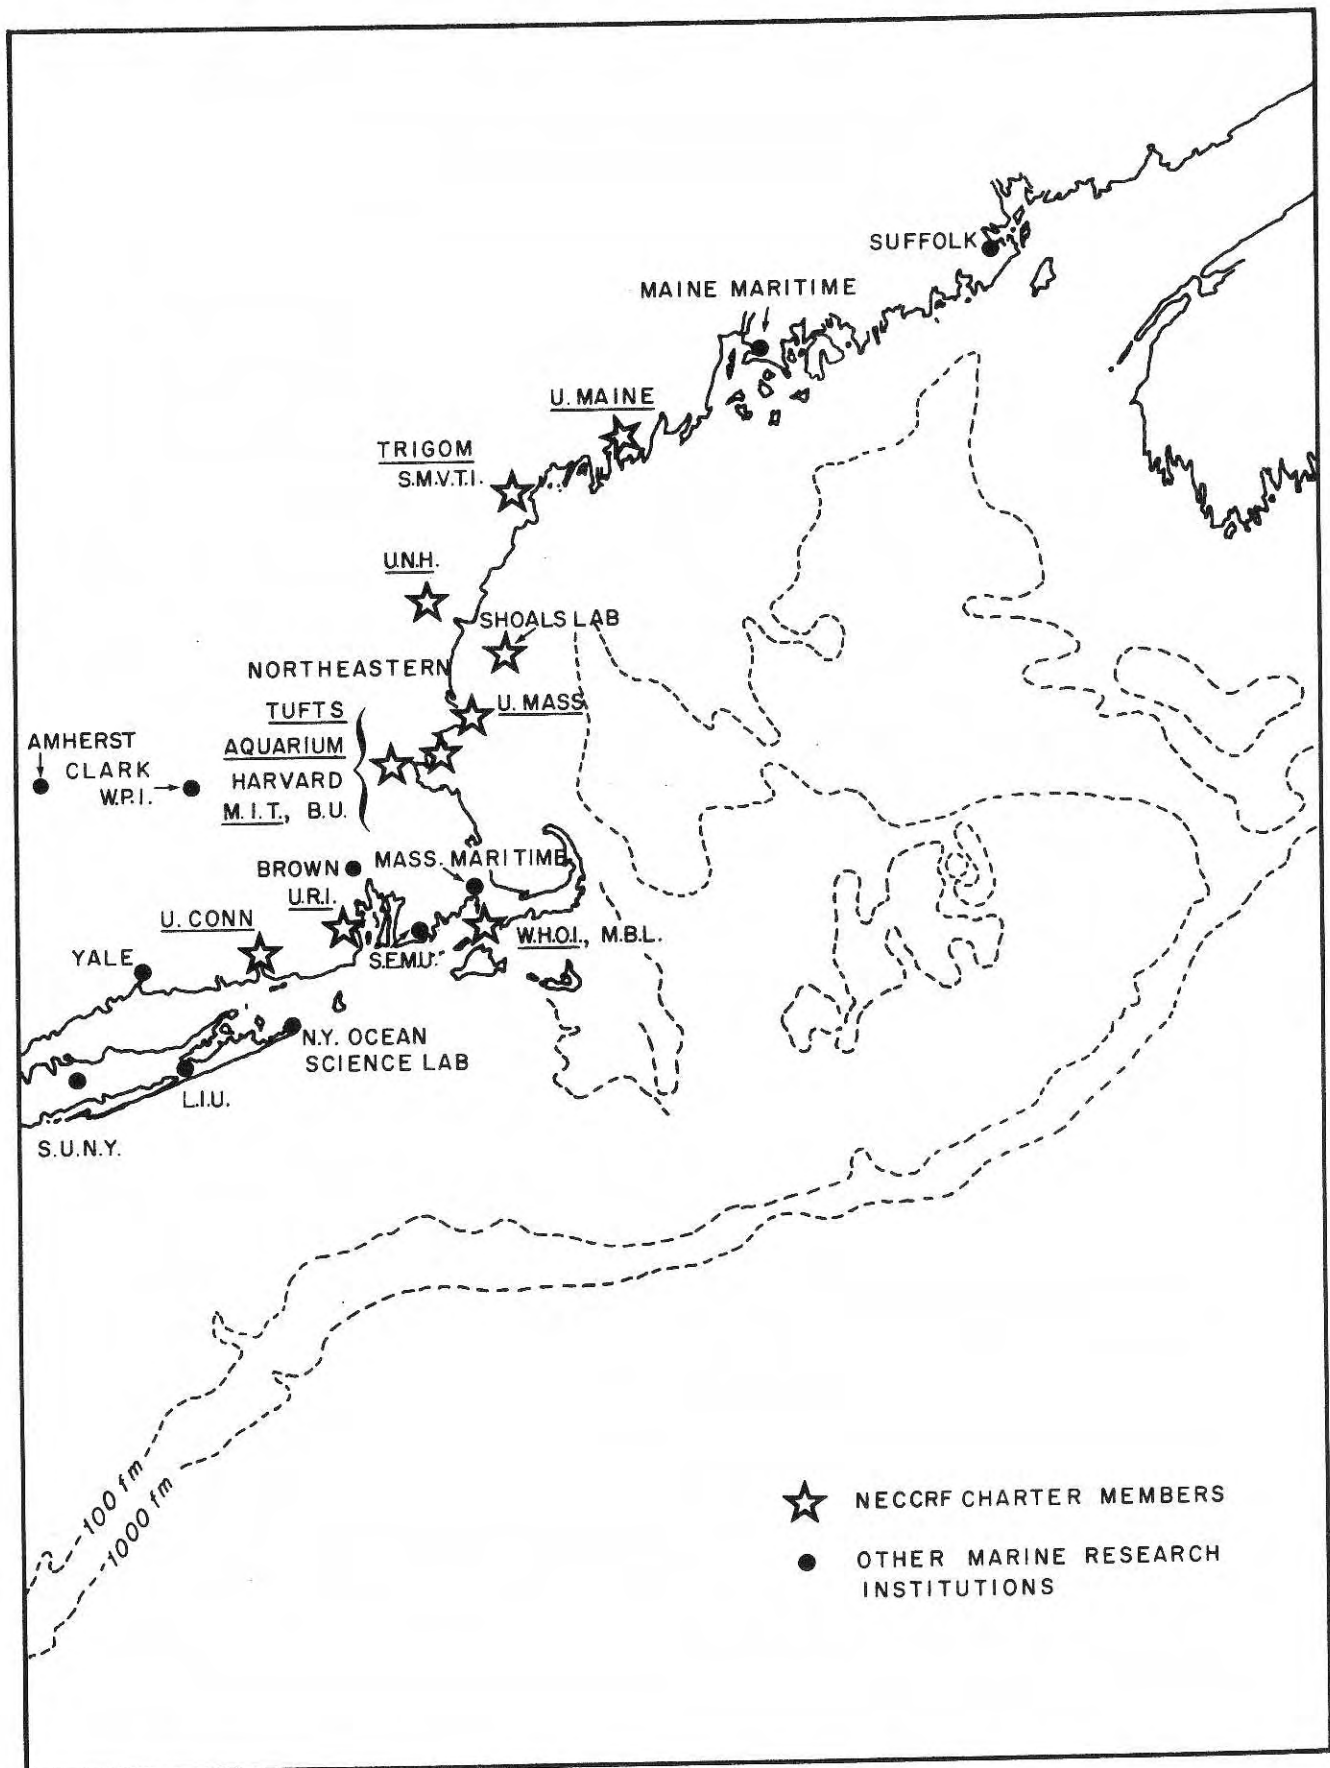 SUFFOLK
MAINE MARITIME
U. MAINE
TRIGOM
S.M.V.T.I.
U.N.H.
SHOALS LAB
NORTHEASTERN
TUFTS
U. MASS
AQUARIUM
HARVARD
M.I.T., B.U.
AMHERST
CLARK
W.P.I.
BROWN
MASS. MARITIME
U.R.I.
U. CONN
W.H.O.I., M.B.L.
S.E.M.U.
YALE
N.Y. OCEAN
SCIENCE LAB
L.I.U.
S.U.N.Y.
100 fm
1000 fm
NECCRF CHARTER MEMBERS
OTHER MARINE RESEARCH
INSTITUTIONS